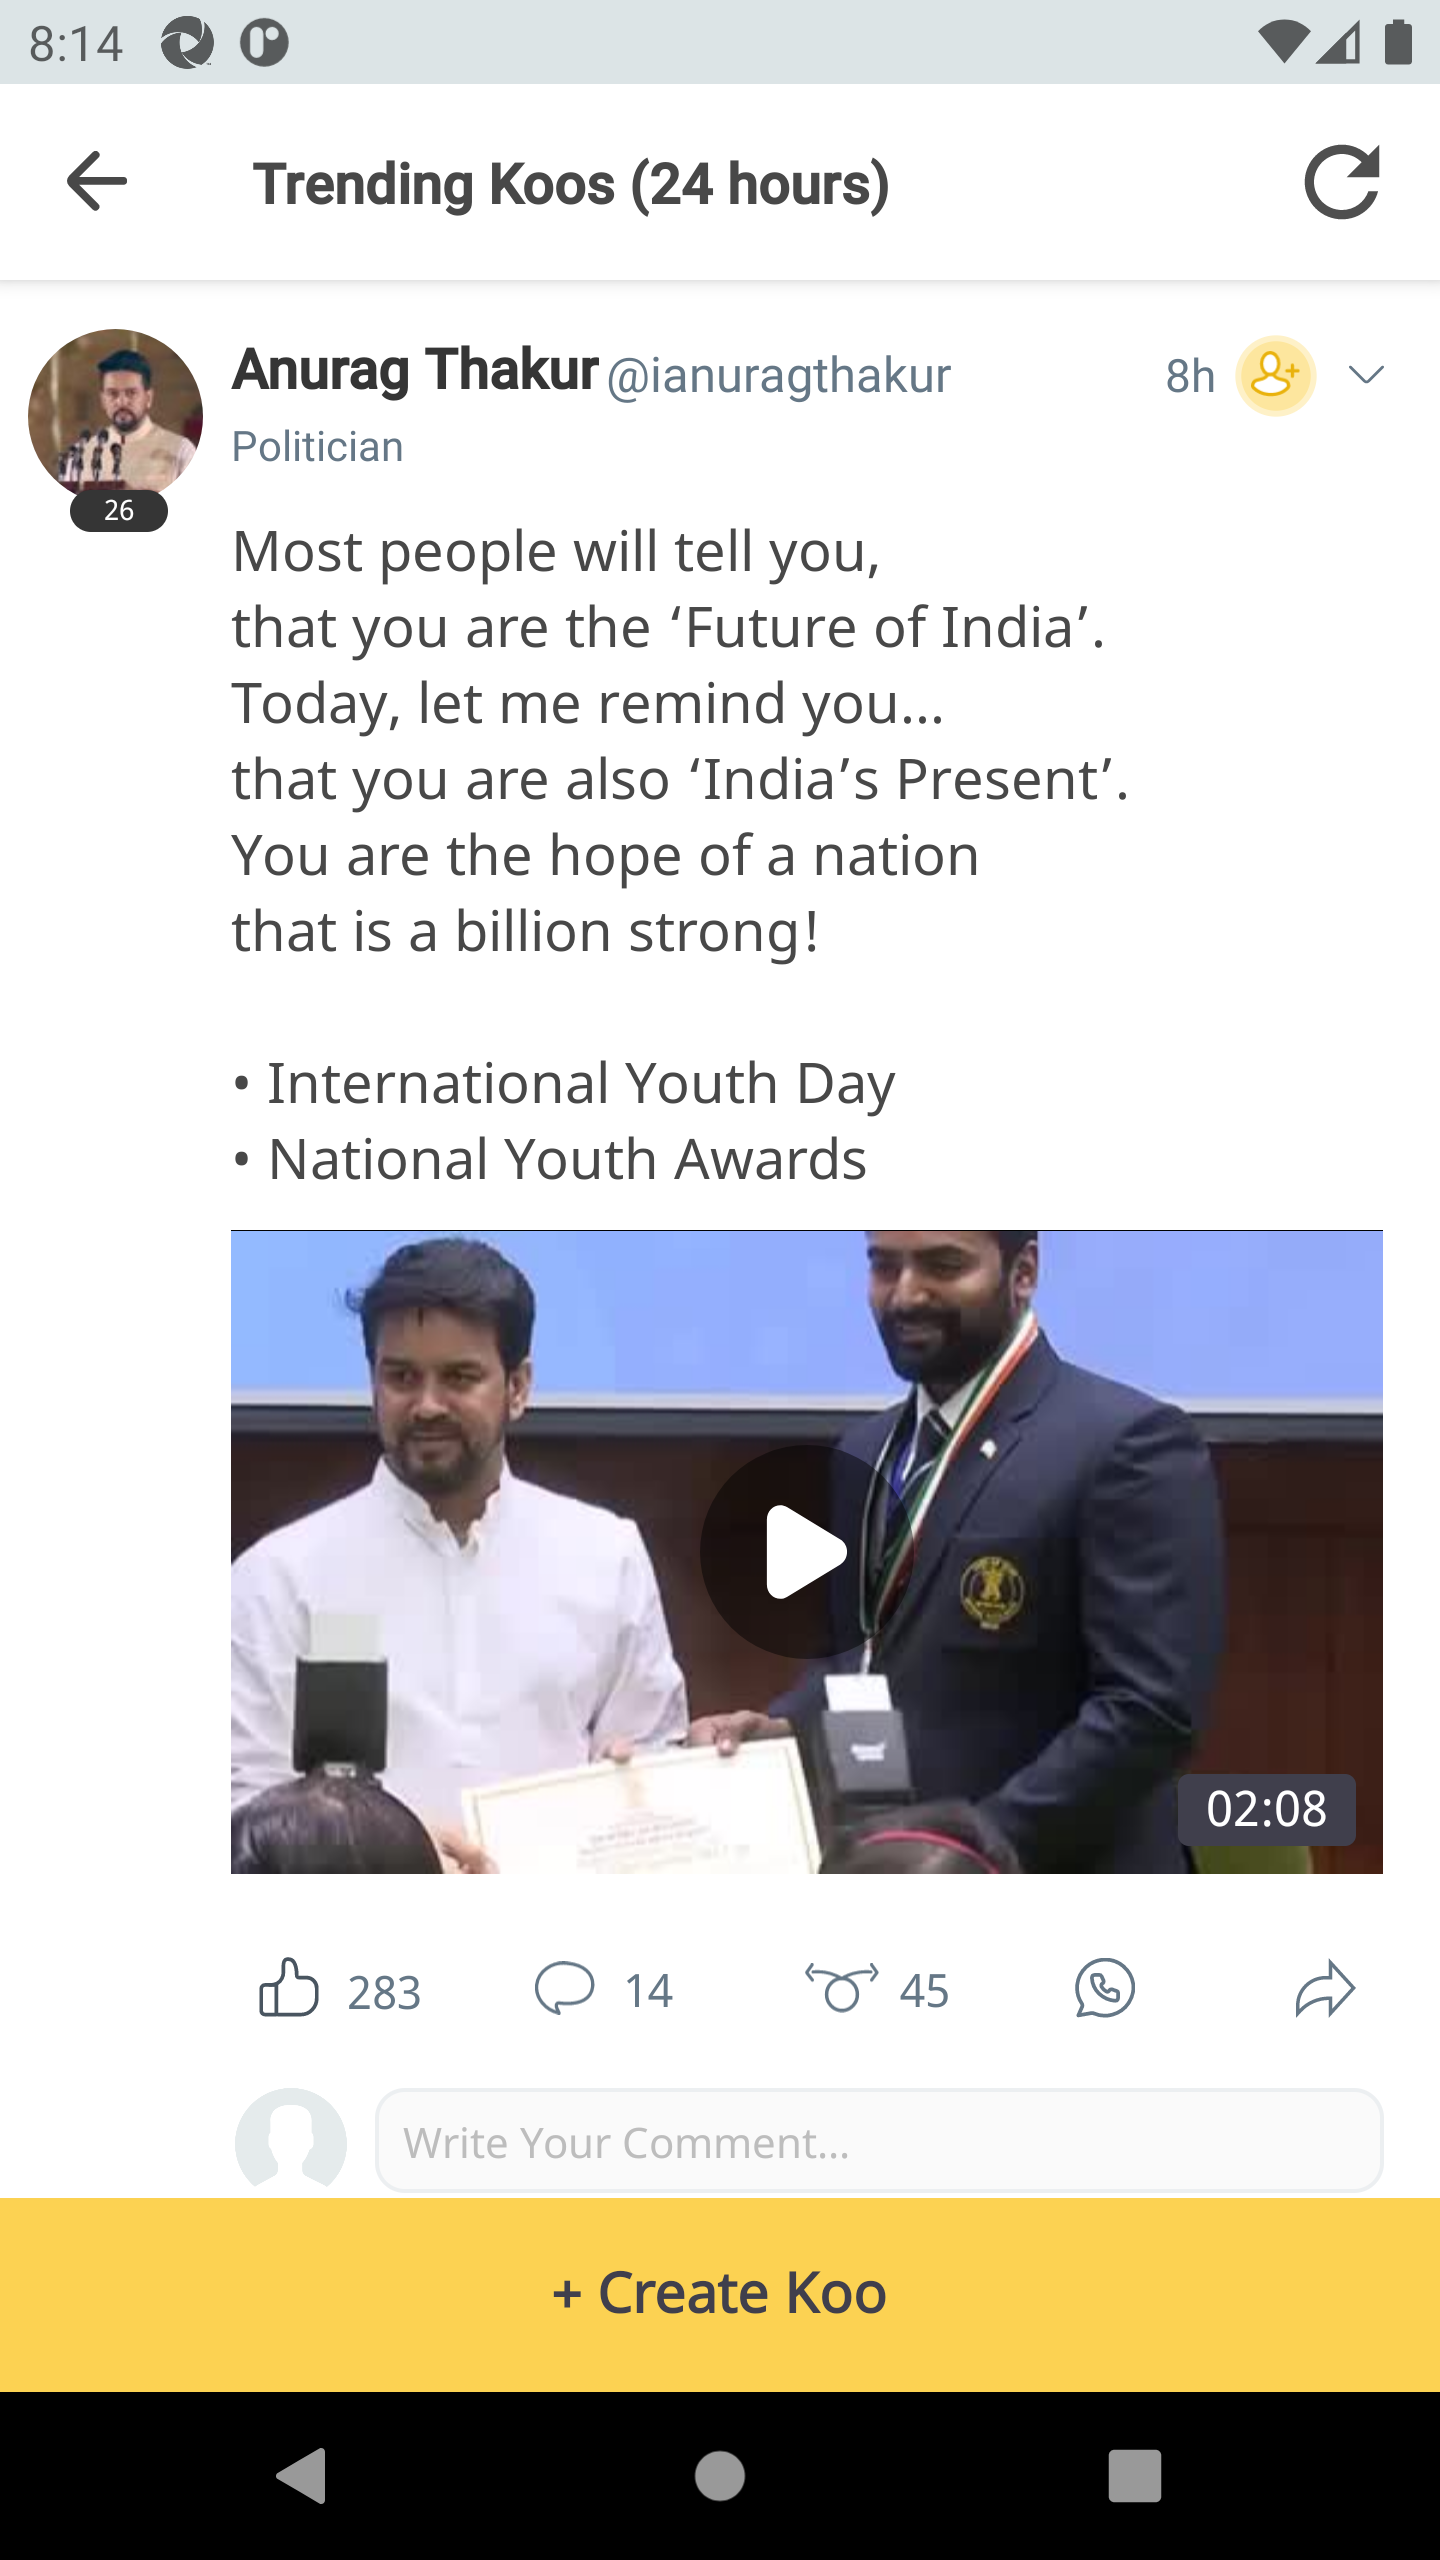 8:14
Trending Koos (24 hours)
Anurag Thakur @ianuragthakur 8h
Politician
26
Most people will tell you,
that you are the ‘Future of India’.
Today, let me remind you...
that you are also ‘India’s Present’.
You are the hope of a nation
that is a billion strong!
• International Youth Day
• National Youth Awards
02:08
283 14 45
Write Your Comment...
+ Create Koo